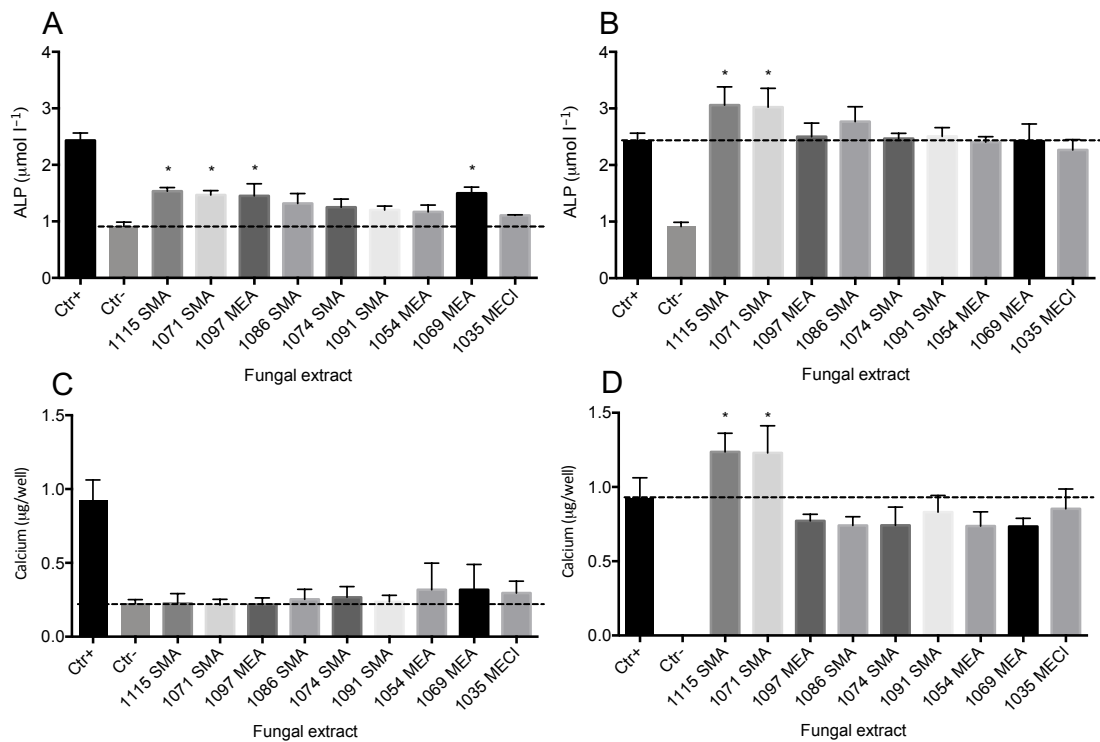 A
4
3
2
1
0
ALP (μmol l⁻¹)
* * * *
Ctr+
Ctr-
1115 SMA
1071 SMA
1097 MEA
1086 SMA
1074 SMA
1091 SMA
1054 MEA
1069 MEA
1035 MECI
Fungal extract
B
4
3
2
1
0
ALP (μmol l⁻¹)
* *
Ctr+
Ctr-
1115 SMA
1071 SMA
1097 MEA
1086 SMA
1074 SMA
1091 SMA
1054 MEA
1069 MEA
1035 MECI
Fungal extract
C
1.5
1.0
0.5
0.0
Calcium (μg/well)
Ctr+
Ctr-
1115 SMA
1071 SMA
1097 MEA
1086 SMA
1074 SMA
1091 SMA
1054 MEA
1069 MEA
1035 MECI
Fungal extract
D
1.5
1.0
0.5
0.0
Calcium (μg/well)
* *
Ctr+
Ctr-
1115 SMA
1071 SMA
1097 MEA
1086 SMA
1074 SMA
1091 SMA
1054 MEA
1069 MEA
1035 MECI
Fungal extract